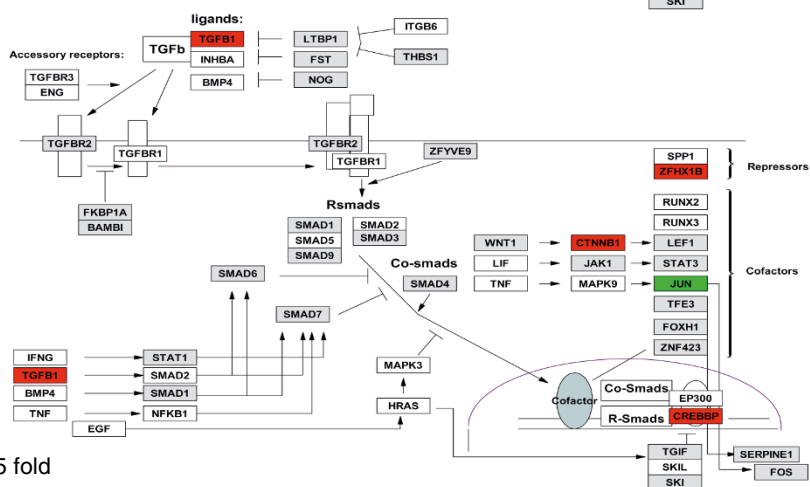 SKI
ligands:
TGFb
TGFB1
INHBA
BMP4
LTBP1
FST
NOG
ITGB6
THBS1
Accessory receptors:
TGFBR3
ENG
TGFBR2
TGFBR1
TGFBR2
TGFBR1
ZFYVE9
FKBP1A
BAMBI
Rsmads
SMAD1
SMAD5
SMAD9
SMAD2
SMAD3
Co-smads
SMAD4
SMAD6
SMAD7
SPP1
ZFHX1B
Repressors
RUNX2
RUNX3
WNT1
CTNNB1
LEF1
LIF
JAK1
STAT3
TNF
MAPK9
JUN
TFE3
FOXH1
ZNF423
Cofactors
IFNG
STAT1
TGFB1
SMAD2
BMP4
SMAD1
TNF
NFKB1
EGF
MAPK3
HRAS
Cofactor
Co-Smads
R-Smads
EP300
CREBBP
TGIF
SKIL
SKI
SERPINE1
FOS
5 fold